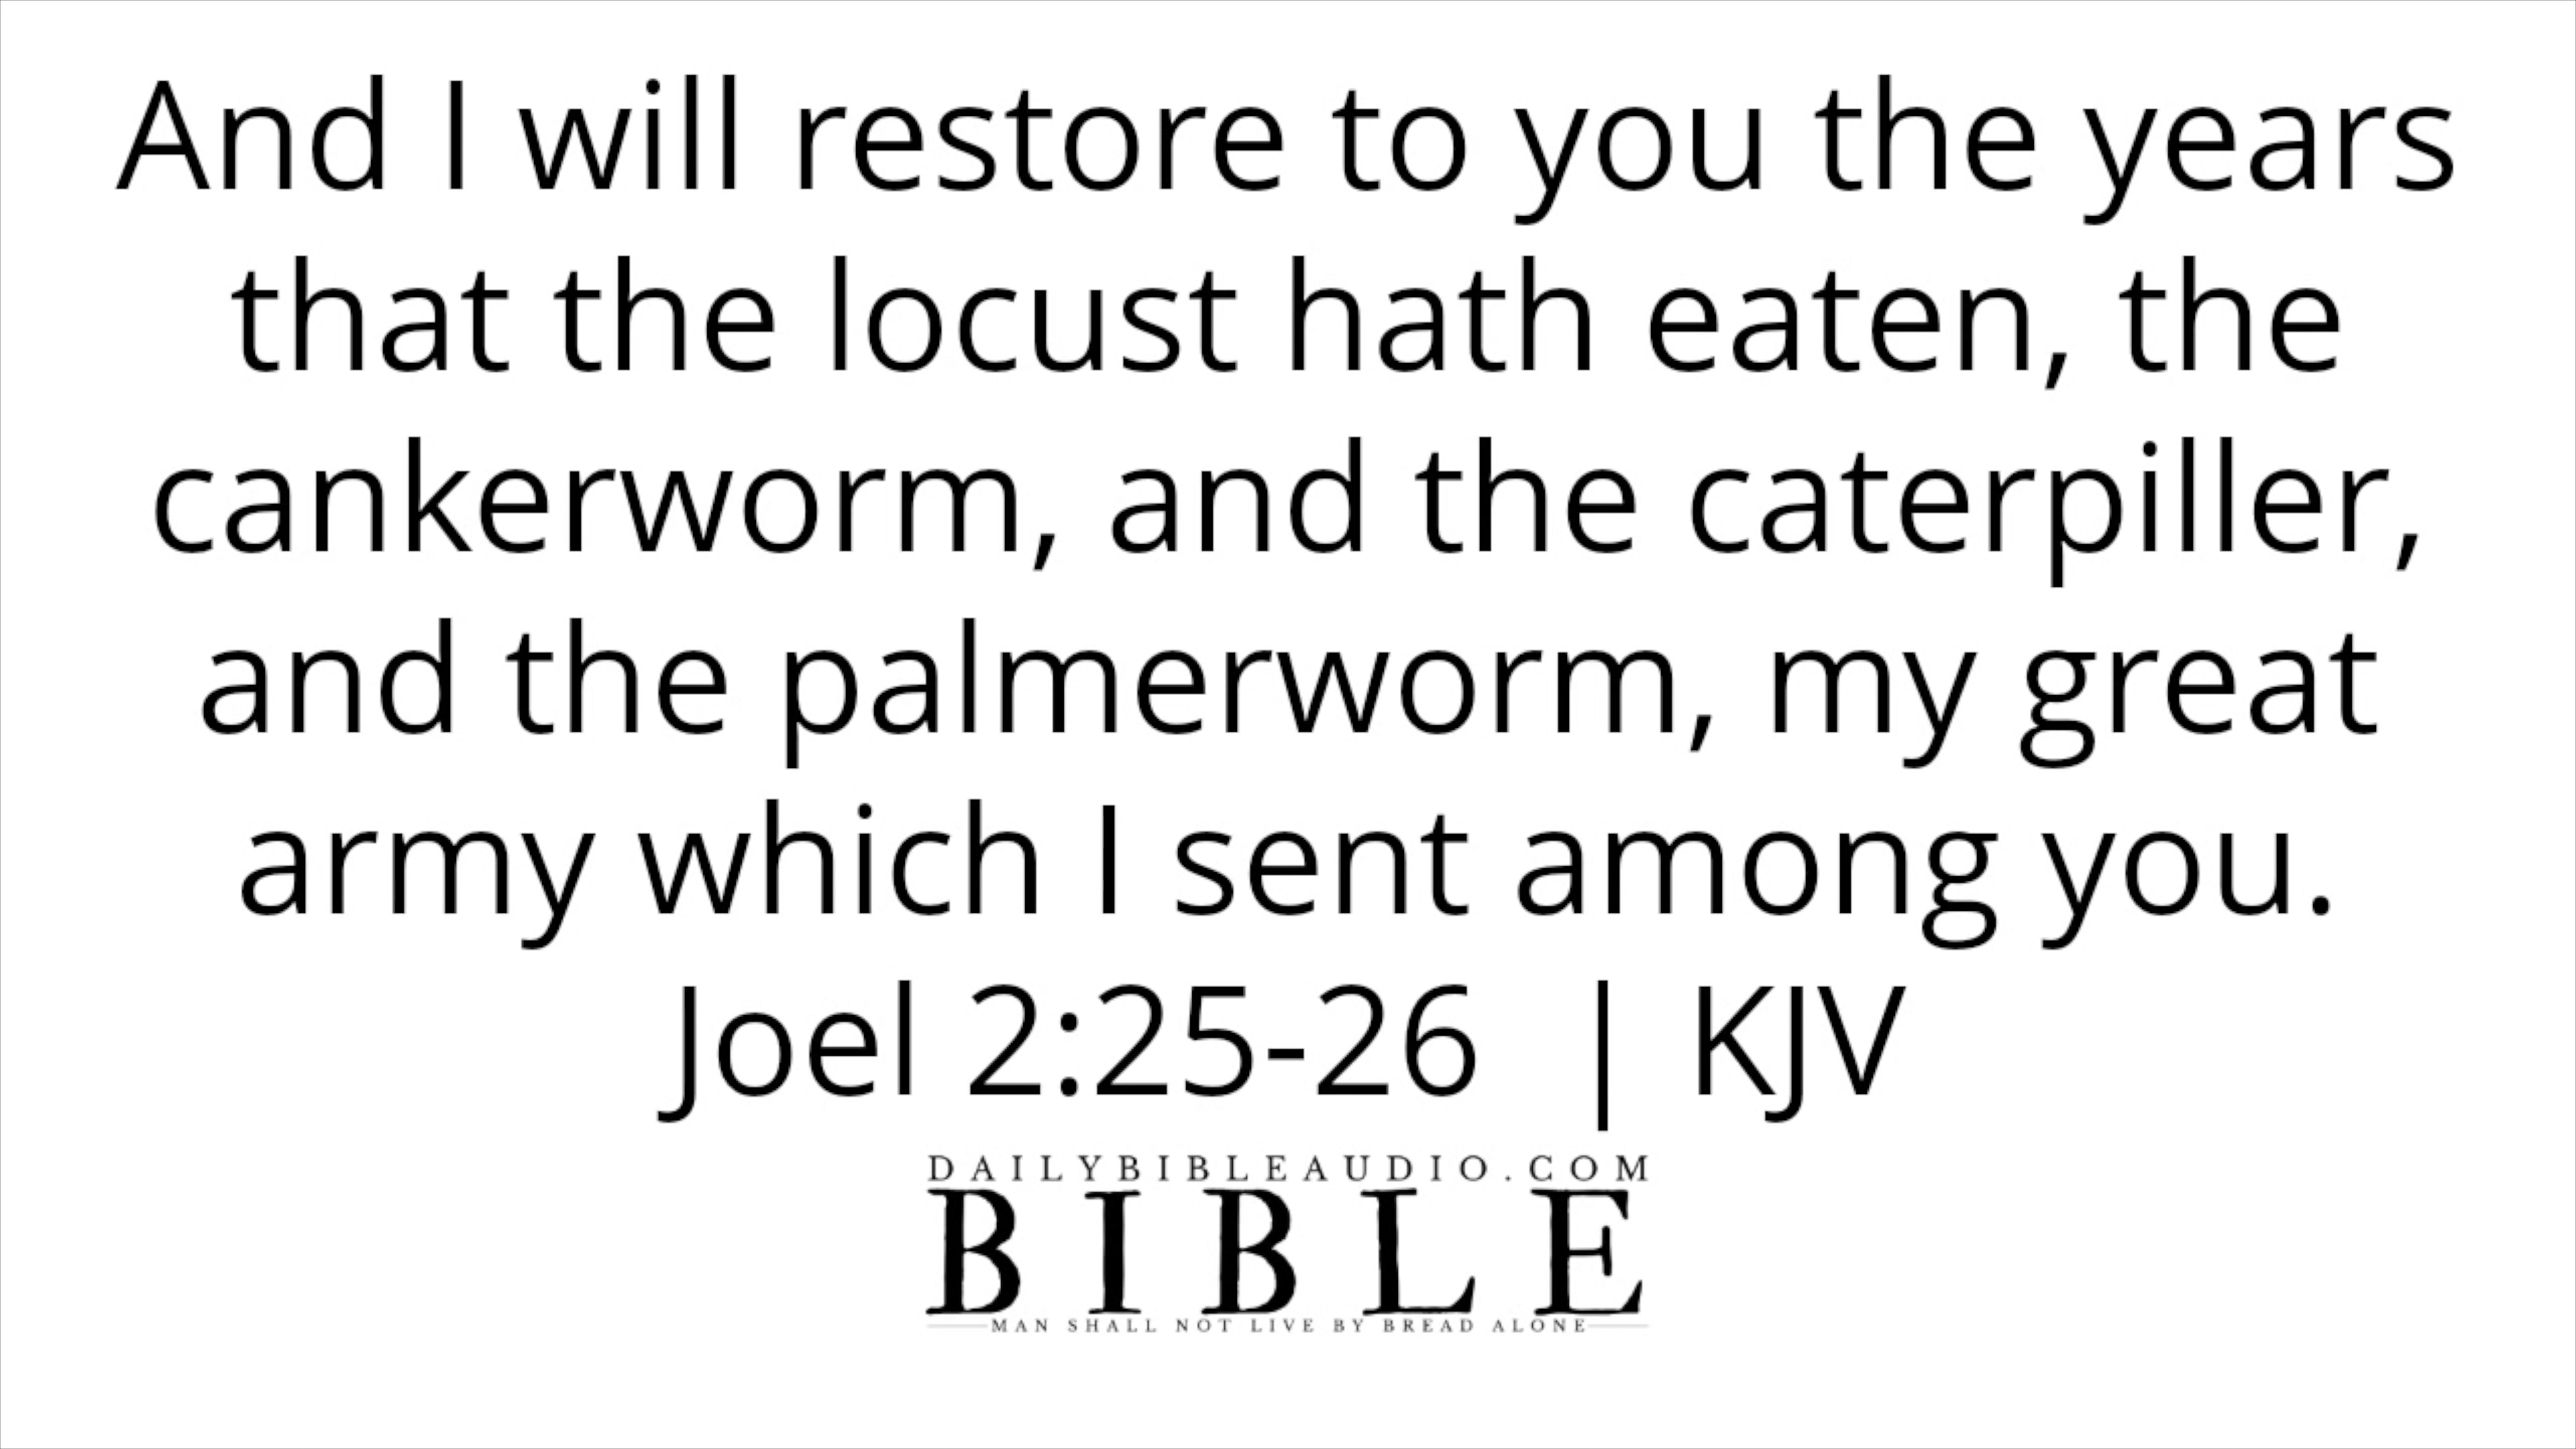 And I will restore to you the years
that the locust hath eaten, the
cankerworm, and the caterpiller,
and the palmerworm, my great
army which I sent among you.
Joel 2:25-26 | KJV
DAILYBIBLEAUDIO.COM
BIBLE
MAN SHALL NOT LIVE BY BREAD ALONE